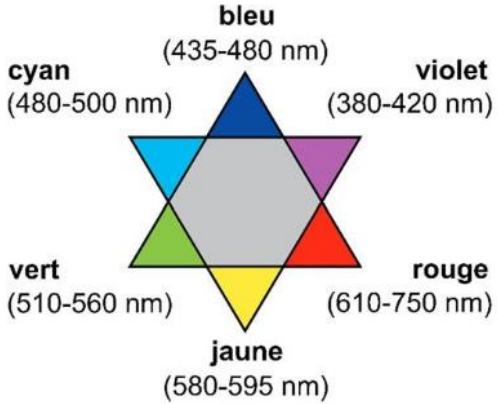 bleu
(435-480 nm)
cyan
(480-500 nm)
violet
(380-420 nm)
vert
(510-560 nm)
rouge
(610-750 nm)
jaune
(580-595 nm)